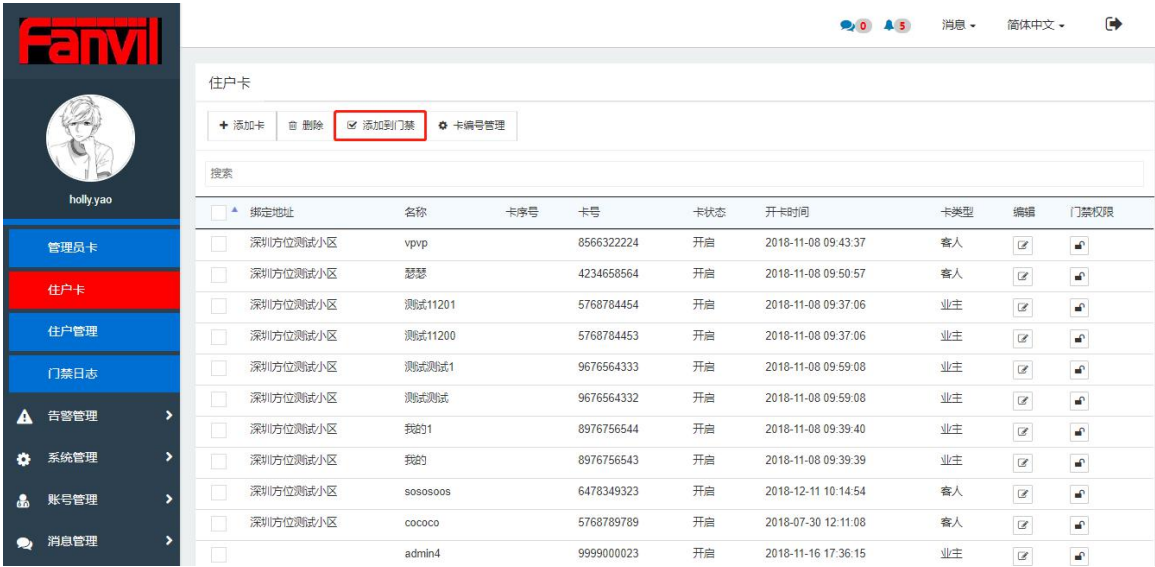 Fanvil
0 5 消息 简体中文
住户卡
添加卡 删除 添加到门禁 卡编号管理
搜索
holly.yao
管理员卡
住户卡
住户管理
门禁日志
告警管理
系统管理
账号管理
消息管理
绑定地址 名称 卡序号 卡号 卡状态 开卡时间 卡类型 编辑 门禁权限
深圳方位测试小区 vpvp 8566322224 开启 2018-11-08 09:43:37 客人
深圳方位测试小区 瑟瑟 4234658564 开启 2018-11-08 09:50:57 客人
深圳方位测试小区 测试11201 5768784454 开启 2018-11-08 09:37:06 业主
深圳方位测试小区 测试11200 5768784453 开启 2018-11-08 09:37:06 业主
深圳方位测试小区 测试测试1 9676564333 开启 2018-11-08 09:59:08 业主
深圳方位测试小区 测试测试 9676564332 开启 2018-11-08 09:59:08 业主
深圳方位测试小区 我的1 8976756544 开启 2018-11-08 09:39:40 业主
深圳方位测试小区 我的 8976756543 开启 2018-11-08 09:39:39 业主
深圳方位测试小区 sososoos 6478349323 开启 2018-12-11 10:14:54 客人
深圳方位测试小区 cococo 5768789789 开启 2018-07-30 12:11:08 客人
admin4 9999000023 开启 2018-11-16 17:36:15 业主